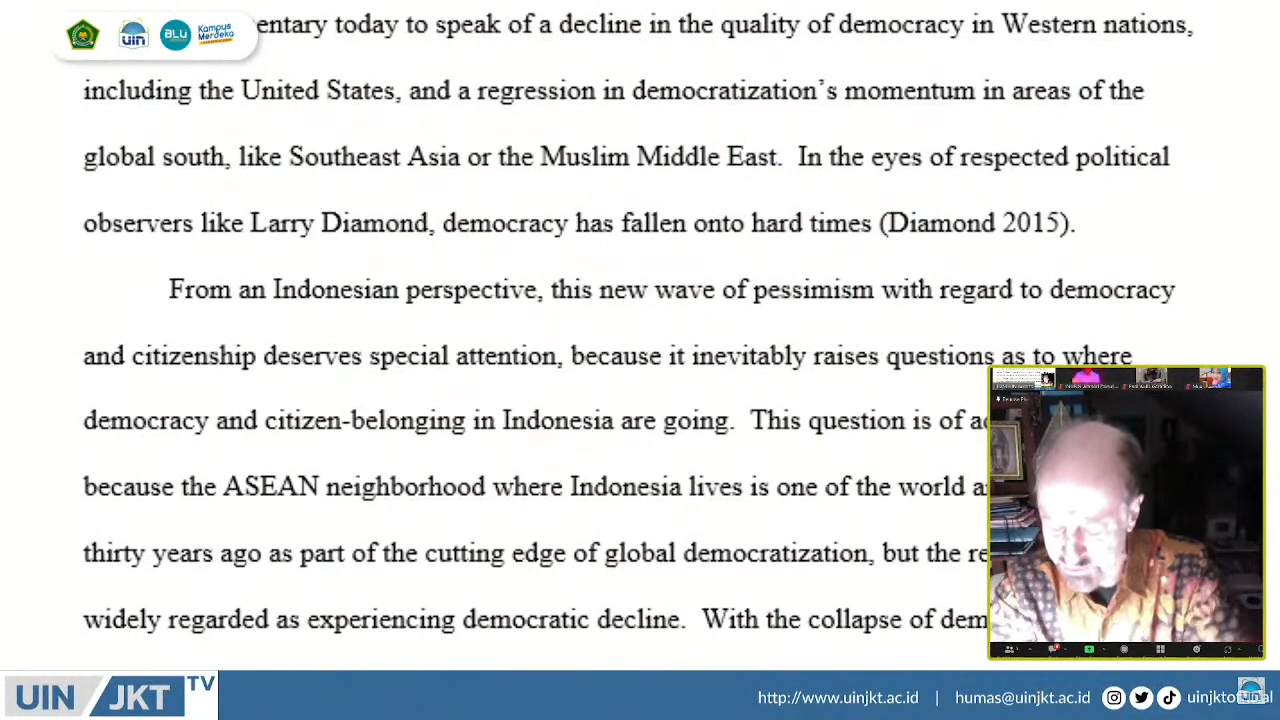 uin
BLU
Kampus
Merdeka
entary today to speak of a decline in the quality of democracy in Western nations,
including the United States, and a regression in democratization's momentum in areas of the
global south, like Southeast Asia or the Muslim Middle East. In the eyes of respected political
observers like Larry Diamond, democracy has fallen onto hard times (Diamond 2015).
From an Indonesian perspective, this new wave of pessimism with regard to democracy
and citizenship deserves special attention, because it inevitably raises questions as to where
democracy and citizen-belonging in Indonesia are going. This question is of
because the ASEAN neighborhood where Indonesia lives is one of the world
thirty years ago as part of the cutting edge of global democratization, but the
widely regarded as experiencing democratic decline. With the collapse of dem
UIN JKT TV
http://www.uinjkt.ac.id | humas@uinjkt.ac.id